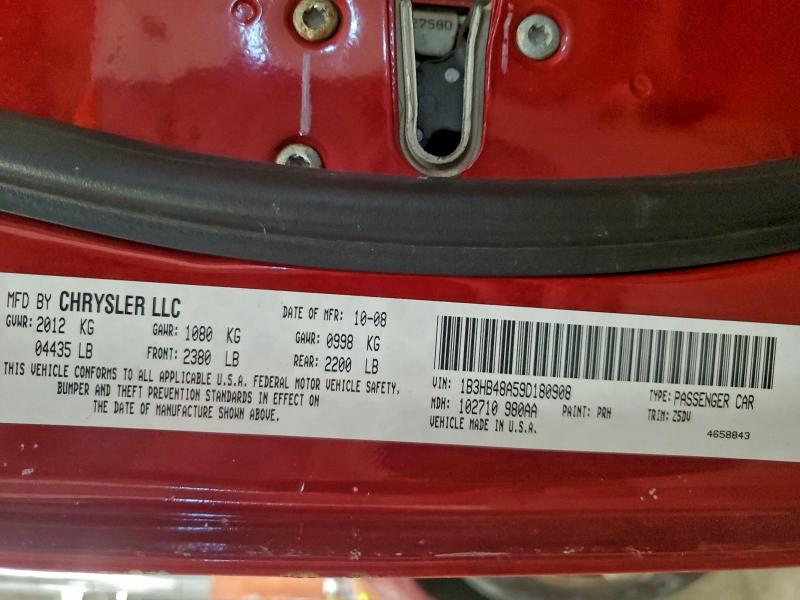 27580
MFD BY CHRYSLER LLC DATE OF MFR: 10-08
GVWR: 2012 KG GAWR: 1080 KG GAWR: 0998 KG
04435 LB FRONT: 2380 LB REAR: 2200 LB
THIS VEHICLE CONFORMS TO ALL APPLICABLE U.S.A. FEDERAL MOTOR VEHICLE SAFETY,
BUMPER AND THEFT PREVENTION STANDARDS IN EFFECT ON
THE DATE OF MANUFACTURE SHOWN ABOVE.
VIN: 1B3HB48A59D180908 TYPE: PASSENGER CAR
MDH: 102710 980AA PAINT: PRH TRIM: Z5DV
VEHICLE MADE IN U.S.A. 4658843